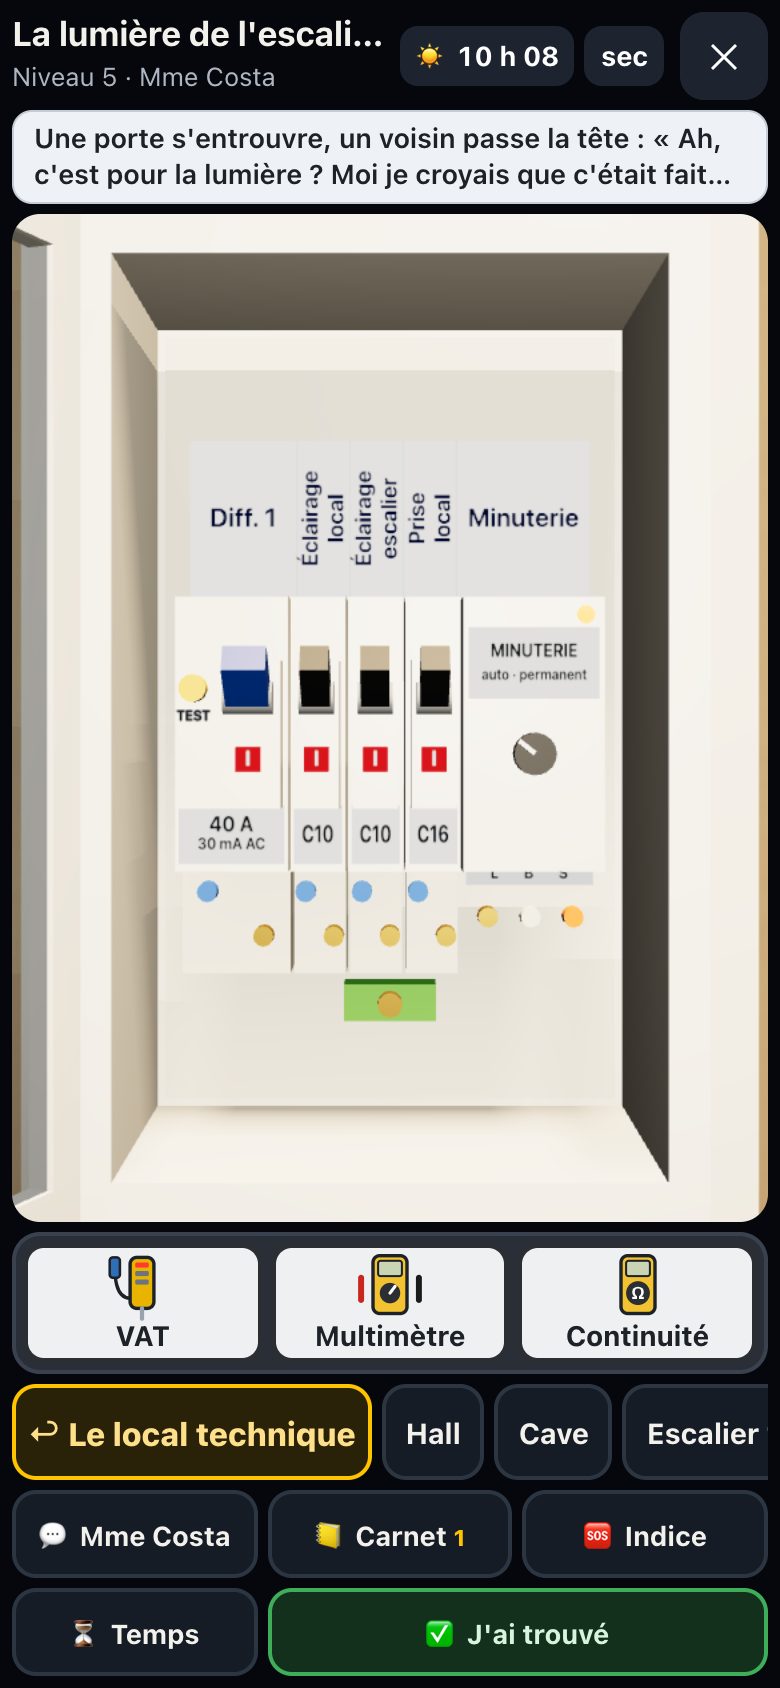 La lumière de l'escali...
Niveau 5 · Mme Costa
10 h 08
sec
Une porte s'entrouvre, un voisin passe la tête : « Ah,
c'est pour la lumière ? Moi je croyais que c'était fait...
Diff. 1
Éclairage
local
Éclairage
escalier
Prise
local
Minuterie
MINUTERIE
auto · permanent
TEST
40 A
30 mA AC
C10
C10
C16
L B S
VAT
Multimètre
Ω
Continuité
Le local technique
Hall
Cave
Escalier
Mme Costa
Carnet 1
SOS
Indice
Temps
J'ai trouvé